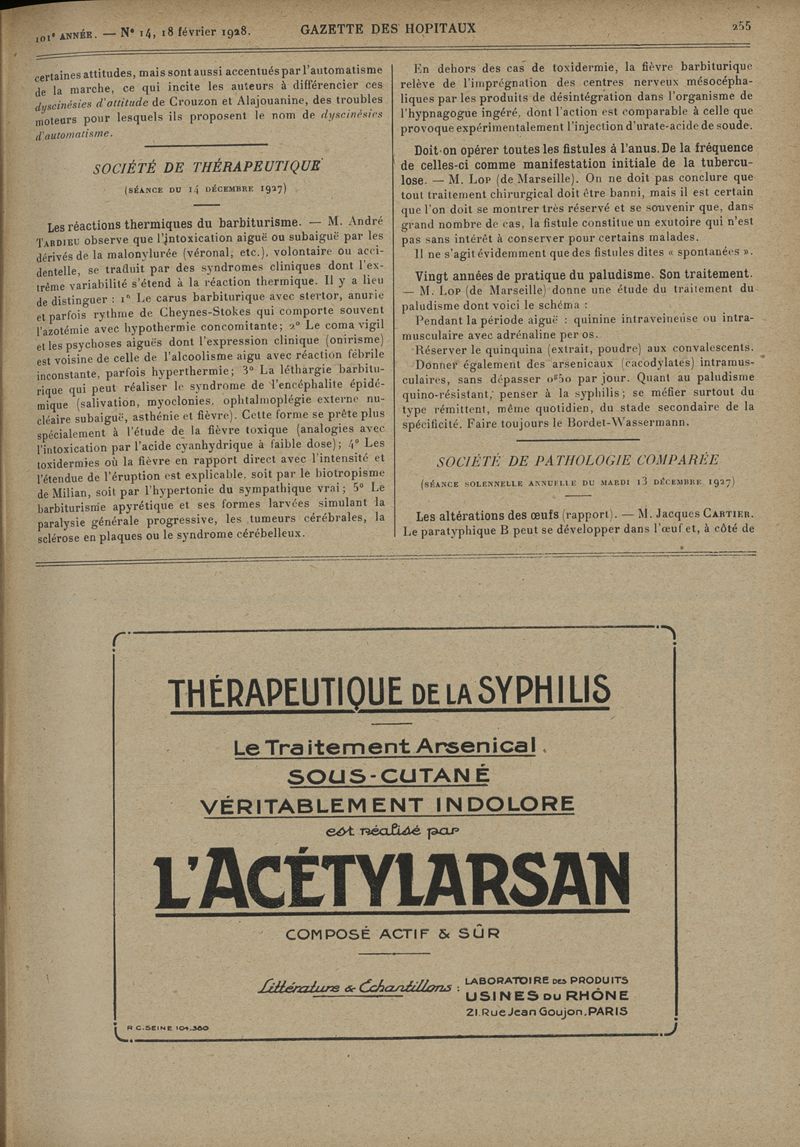 101e ANNÉE. — N° 14, 18 février 1928.
GAZETTE DES HOPITAUX
255
certaines attitudes, mais sont aussi accentués par l'automatisme
de la marche, ce qui incite les auteurs à différencier ces
dyscinésies d'attitude de Crouzon et Alajouanine, des troubles
moteurs pour lesquels ils proposent le nom de dyscinésies
d'automatisme.
SOCIÉTÉ DE THÉRAPEUTIQUE
(SÉANCE DU 14 DÉCEMBRE 1927)
Les réactions thermiques du barbiturisme. — M. André
TARDIEU observe que l'intoxication aiguë ou subaiguë par les
dérivés de la malonylurée (véronal, etc.), volontaire ou acci-
dentelle, se traduit par des syndromes cliniques dont l'ex-
trême variabilité s'étend à la réaction thermique. Il y a lieu
de distinguer : 1° Le carus barbiturique avec stertor, anurie
et parfois rythme de Cheynes-Stokes qui comporte souvent
l'azotémie avec hypothermie concomitante; 2° Le coma vigil
et les psychoses aiguës dont l'expression clinique (onirisme)
est voisine de celle de l'alcoolisme aigu avec réaction fébrile
inconstante, parfois hyperthermie; 3° La léthargie barbitu-
rique qui peut réaliser le syndrome de l'encéphalite épidé-
mique (salivation, myoclonies, ophtalmoplégie externe nu-
cléaire subaiguë, asthénie et fièvre). Cette forme se prête plus
spécialement à l'étude de la fièvre toxique (analogies avec
l'intoxication par l'acide cyanhydrique à faible dose); 4° Les
toxidermies où la fièvre en rapport direct avec l'intensité et
l'étendue de l'éruption est explicable, soit par le biotropisme
de Milian, soit par l'hypertonie du sympathique vrai; 5° Le
barbiturisme apyrétique et ses formes larvées simulant la
paralysie générale progressive, les tumeurs cérébrales, la
sclérose en plaques ou le syndrome cérébelleux.
En dehors des cas de toxidermie, la fièvre barbiturique
relève de l'imprégnation des centres nerveux mésocépha-
liques par les produits de désintégration dans l'organisme de
l'hypnagogue ingéré, dont l'action est comparable à celle que
provoque expérimentalement l'injection d'urate-acide de soude.
Doit-on opérer toutes les fistules à l'anus. De la fréquence
de celles-ci comme manifestation initiale de la tubercu-
lose. — M. LOP (de Marseille). On ne doit pas conclure que
tout traitement chirurgical doit être banni, mais il est certain
que l'on doit se montrer très réservé et se souvenir que, dans
grand nombre de cas, la fistule constitue un exutoire qui n'est
pas sans intérêt à conserver pour certains malades.
Il ne s'agit évidemment que des fistules dites « spontanées ».
Vingt années de pratique du paludisme. Son traitement.
— M. LOP (de Marseille) donne une étude du traitement du
paludisme dont voici le schéma :
Pendant la période aiguë : quinine intraveineuse ou intra-
musculaire avec adrénaline per os.
Réserver le quinquina (extrait, poudre) aux convalescents.
Donner également des arsenicaux (cacodylates) intramus-
culaires, sans dépasser 0g50 par jour. Quant au paludisme
quino-résistant, penser à la syphilis; se méfier surtout du
type rémittent, même quotidien, du stade secondaire de la
spécificité. Faire toujours le Bordet-Wassermann.
SOCIÉTÉ DE PATHOLOGIE COMPARÉE
(SÉANCE SOLENNELLE ANNUELLE DU MARDI 13 DÉCEMBRE 1927)
Les altérations des œufs (rapport). — M. Jacques CARTIER.
Le paratyphique B peut se développer dans l'œuf et, à côté de
THÉRAPEUTIQUE DE LA SYPHILIS
Le Traitement Arsenical
SOUS-CUTANÉ
VÉRITABLEMENT INDOLORE
est réalisé par
L'ACÉTYLARSAN
COMPOSÉ ACTIF & SÛR
Littérature & Échantillons :
LABORATOIRE DES PRODUITS
USINES DU RHÔNE
21. Rue Jean Goujon. PARIS
R.C. SEINE 104.380